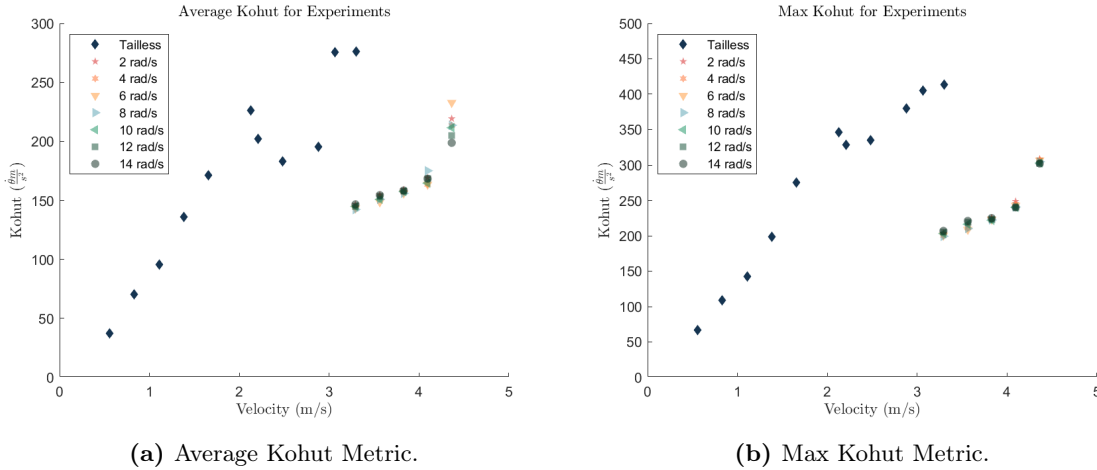 Average Kohut for Experiments
300
250
200
150
100
50
0
Kohut (θ̇m/s²)
Tailless
2 rad/s
4 rad/s
6 rad/s
8 rad/s
10 rad/s
12 rad/s
14 rad/s
0 1 2 3 4 5
Velocity (m/s)
(a) Average Kohut Metric.
Max Kohut for Experiments
500
450
400
350
300
250
200
150
100
50
0
Kohut (θ̇m/s²)
Tailless
2 rad/s
4 rad/s
6 rad/s
8 rad/s
10 rad/s
12 rad/s
14 rad/s
0 1 2 3 4 5
Velocity (m/s)
(b) Max Kohut Metric.